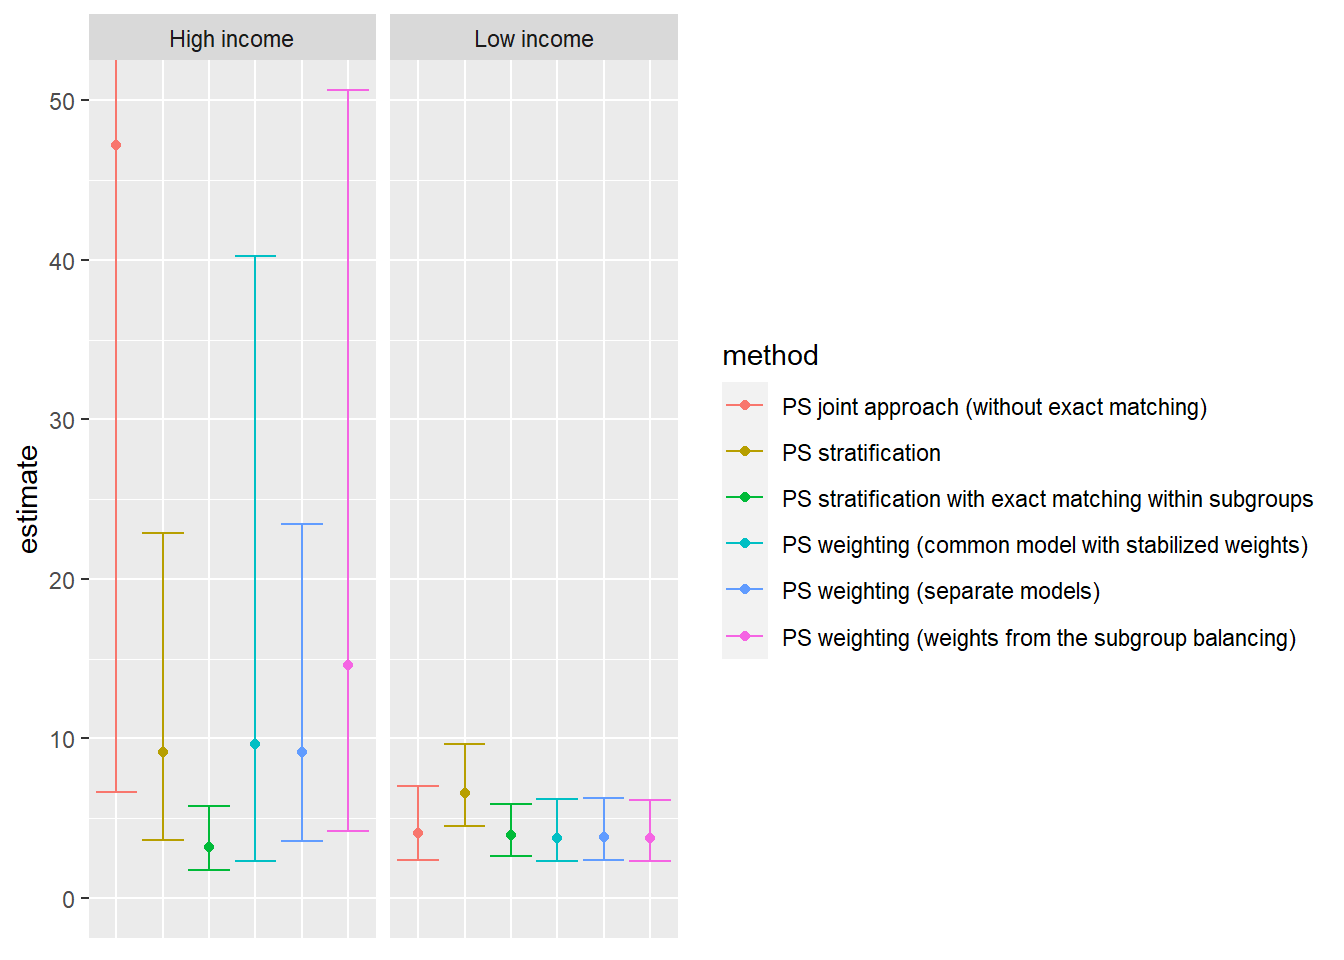 High income
Low income
50
40
30
20
10
0
estimate
method
PS joint approach (without exact matching)
PS stratification
PS stratification with exact matching within subgroups
PS weighting (common model with stabilized weights)
PS weighting (separate models)
PS weighting (weights from the subgroup balancing)